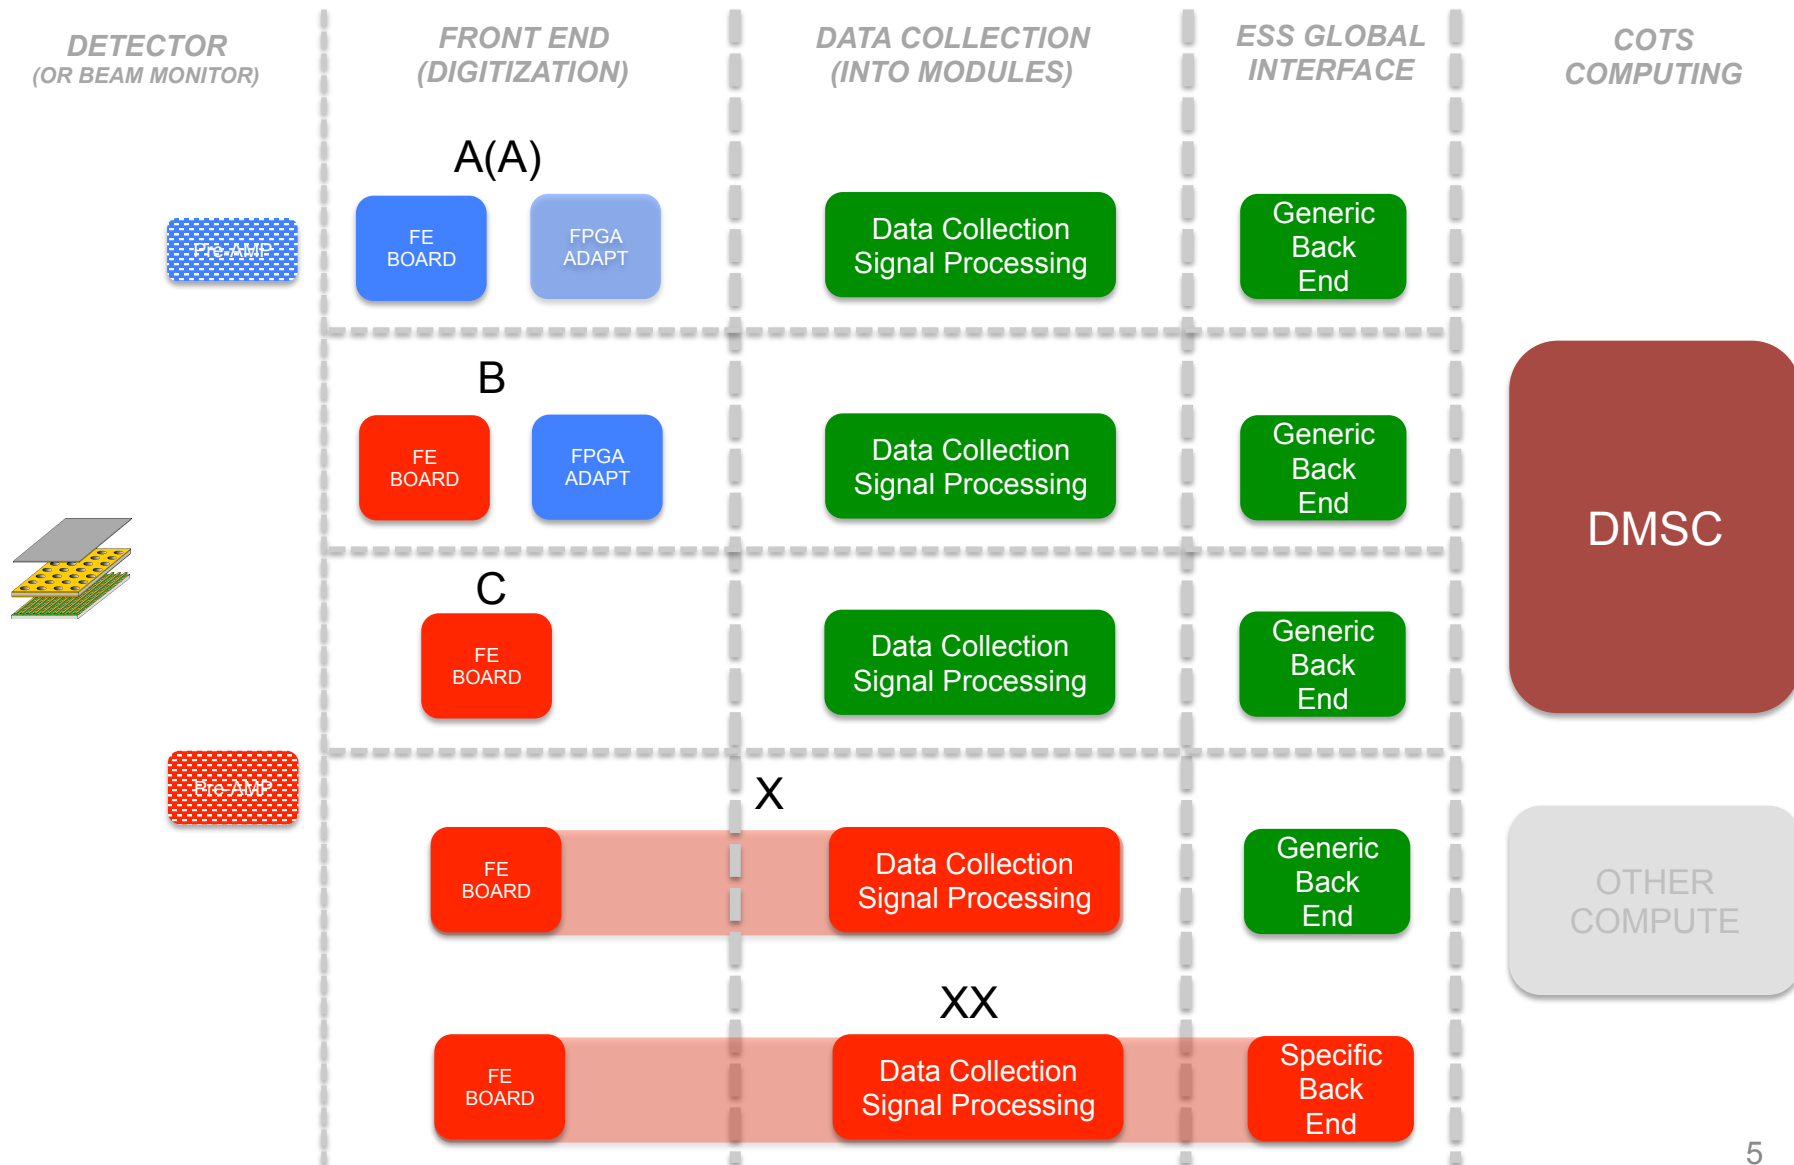 DETECTOR
(OR BEAM MONITOR)
FRONT END
(DIGITIZATION)
DATA COLLECTION
(INTO MODULES)
ESS GLOBAL
INTERFACE
COTS
COMPUTING
A(A)
Pre-AMP
FE
BOARD
FPGA
ADAPT
Data Collection
Signal Processing
Generic
Back
End
B
FE
BOARD
FPGA
ADAPT
Data Collection
Signal Processing
Generic
Back
End
DMSC
C
FE
BOARD
Data Collection
Signal Processing
Generic
Back
End
Pre-AMP
X
FE
BOARD
Data Collection
Signal Processing
Generic
Back
End
OTHER
COMPUTE
XX
FE
BOARD
Data Collection
Signal Processing
Specific
Back
End
5